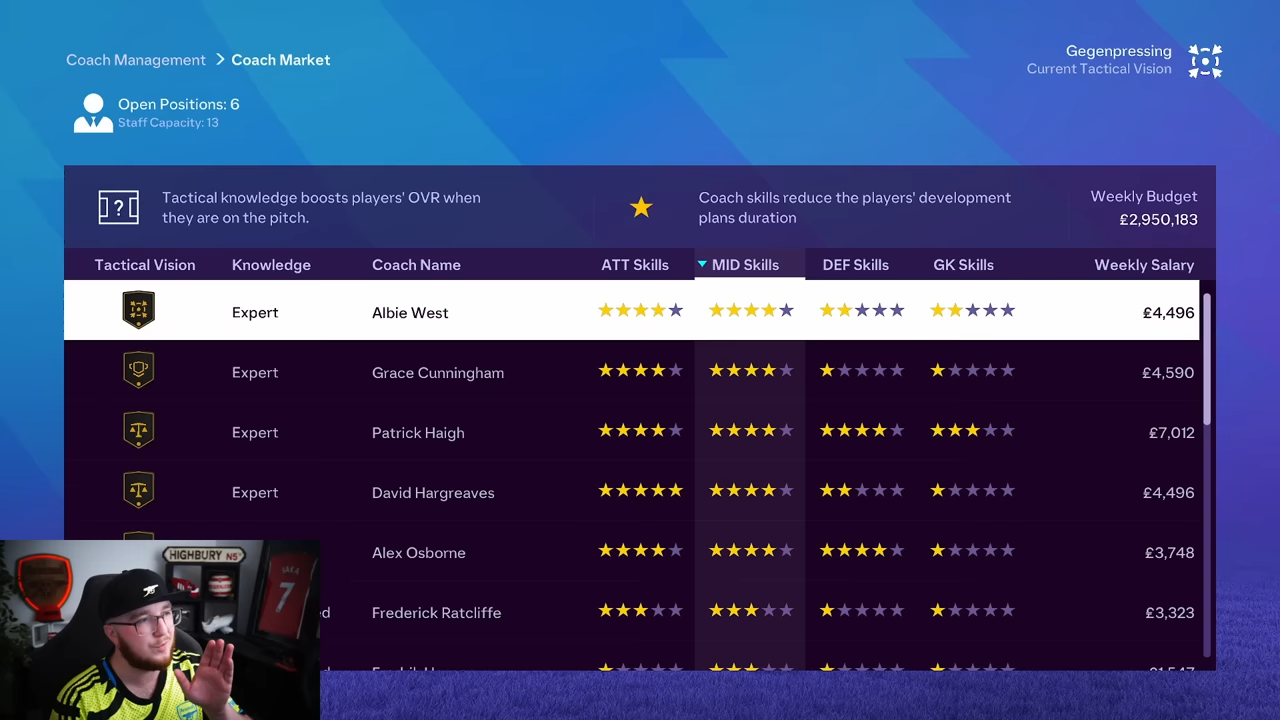 Coach Management > Coach Market
Gegenpressing
Current Tactical Vision
Open Positions: 6
Staff Capacity: 13
Tactical knowledge boosts players' OVR when
they are on the pitch.
Coach skills reduce the players' development
plans duration
Weekly Budget
£2,950,183
Tactical Vision Knowledge Coach Name ATT Skills MID Skills DEF Skills GK Skills Weekly Salary
Expert Albie West £4,496
Expert Grace Cunningham £4,590
Expert Patrick Haigh £7,012
Expert David Hargreaves £4,496
Alex Osborne £3,748
Frederick Ratcliffe £3,323
HIGHBURY N5
SAKA
7